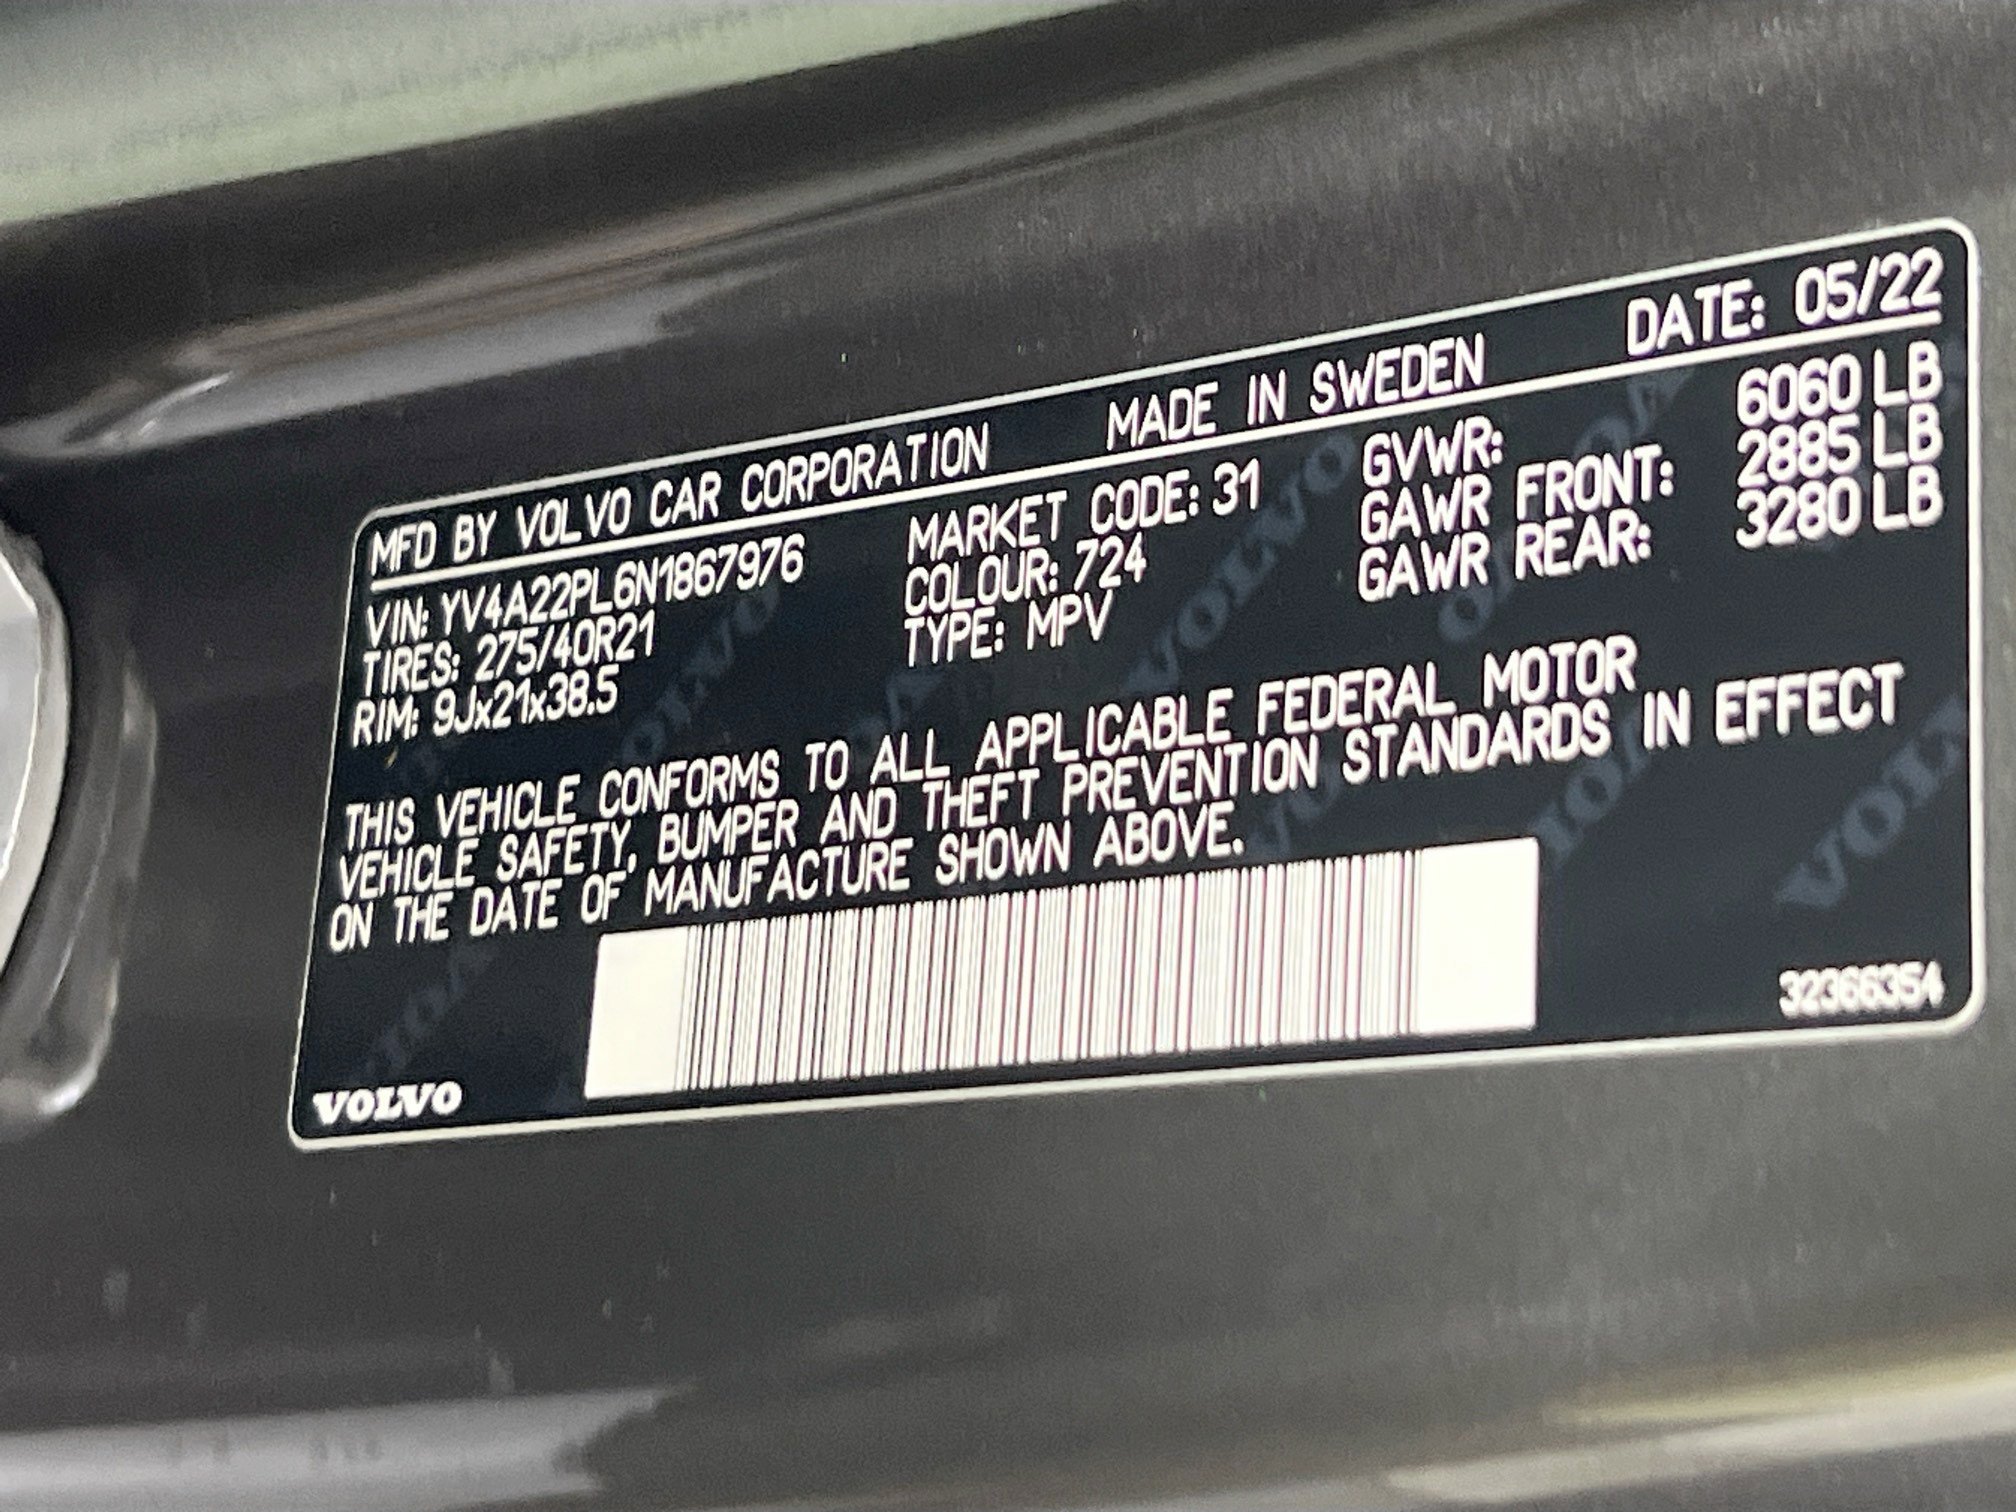 MFD BY VOLVO CAR CORPORATION MADE IN SWEDEN DATE: 05/22
VIN: YV4A22PL6N1867976 MARKET CODE: 31 GVWR: 6060 LB
TIRES: 275/40R21 COLOUR: 724 GAWR FRONT: 2885 LB
RIM: 9Jx21x38.5 TYPE: MPV GAWR REAR: 3280 LB
THIS VEHICLE CONFORMS TO ALL APPLICABLE FEDERAL MOTOR
VEHICLE SAFETY, BUMPER AND THEFT PREVENTION STANDARDS IN EFFECT
ON THE DATE OF MANUFACTURE SHOWN ABOVE.
32366354
VOLVO